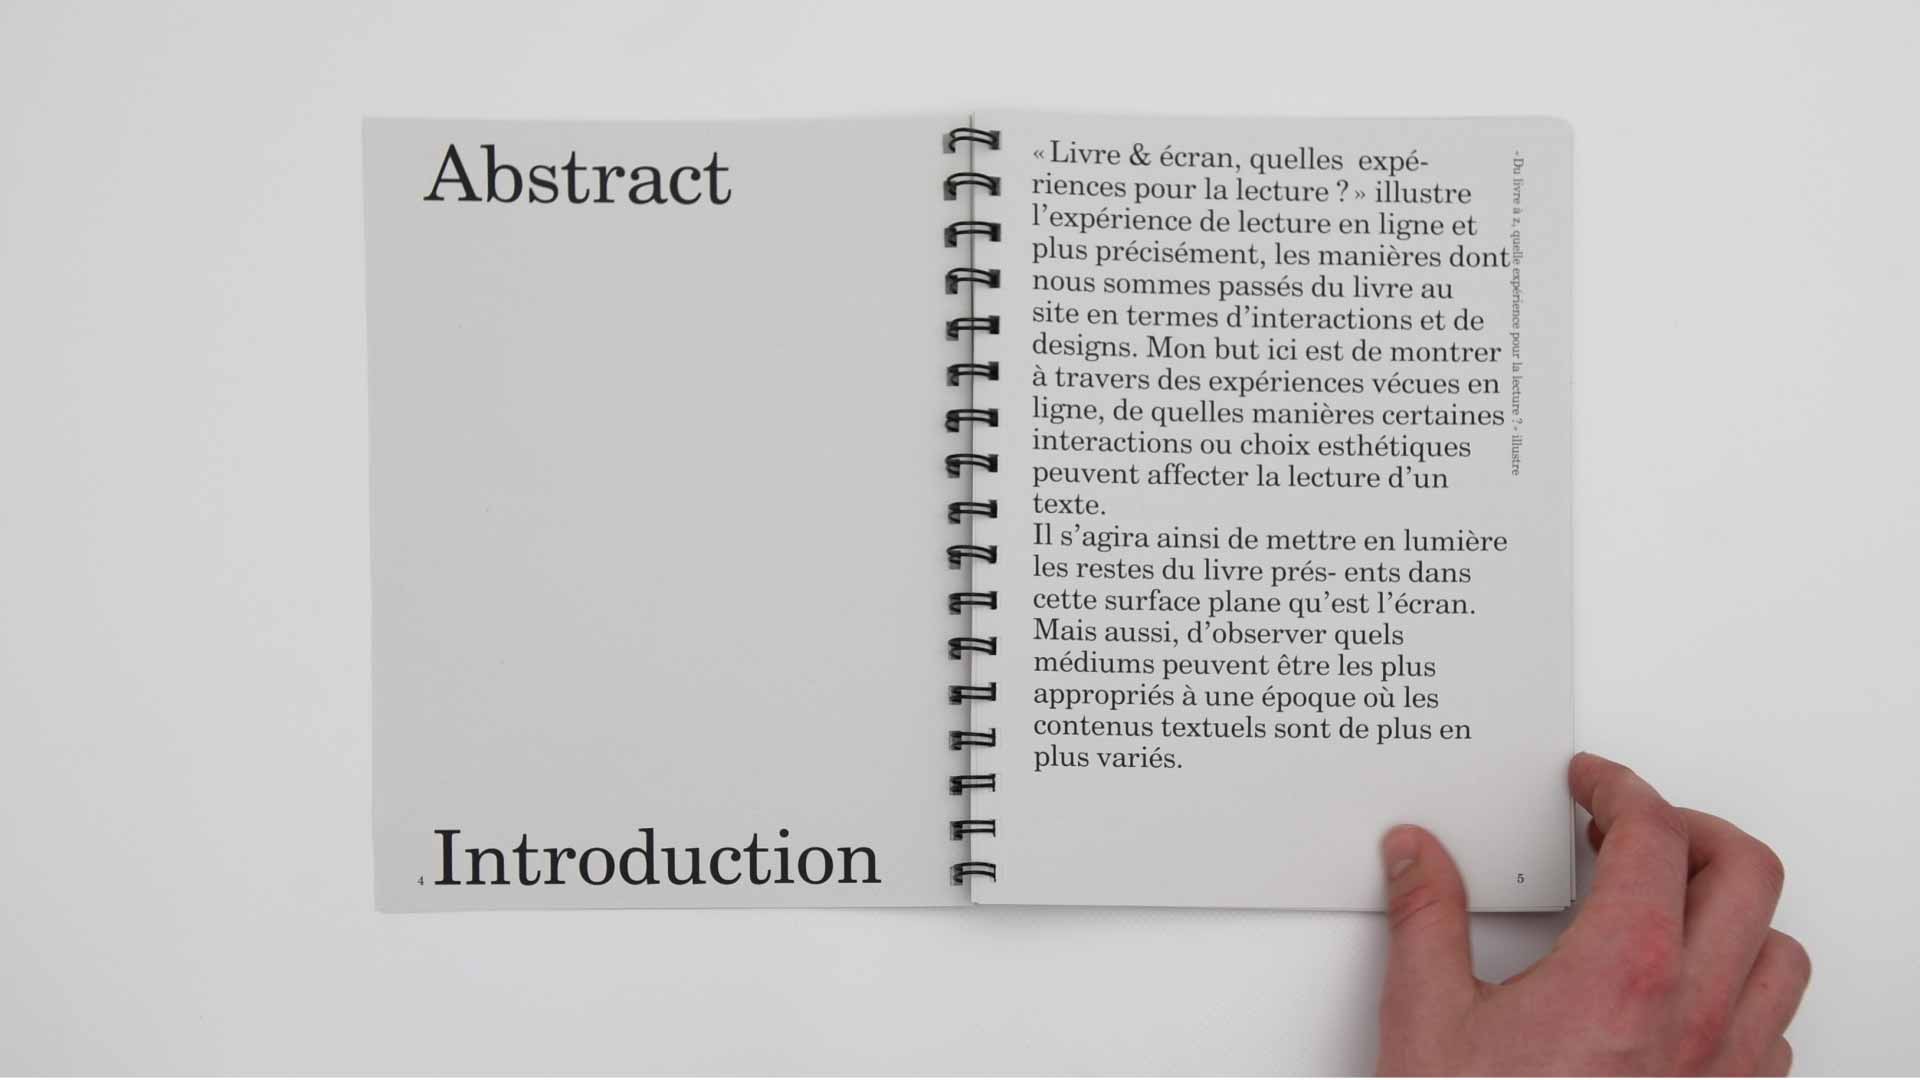 Abstract
4 Introduction
« Livre & écran, quelles expé-
riences pour la lecture ? » illustre
l’expérience de lecture en ligne et
plus précisément, les manières dont
nous sommes passés du livre au
site en termes d’interactions et de
designs. Mon but ici est de montrer
à travers des expériences vécues en
ligne, de quelles manières certaines
interactions ou choix esthétiques
peuvent affecter la lecture d’un
texte.
Il s’agira ainsi de mettre en lumière
les restes du livre prés- ents dans
cette surface plane qu’est l’écran.
Mais aussi, d’observer quels
médiums peuvent être les plus
appropriés à une époque où les
contenus textuels sont de plus en
plus variés.
- Du livre à z, quelle expérience pour la lecture ? - illustre
5